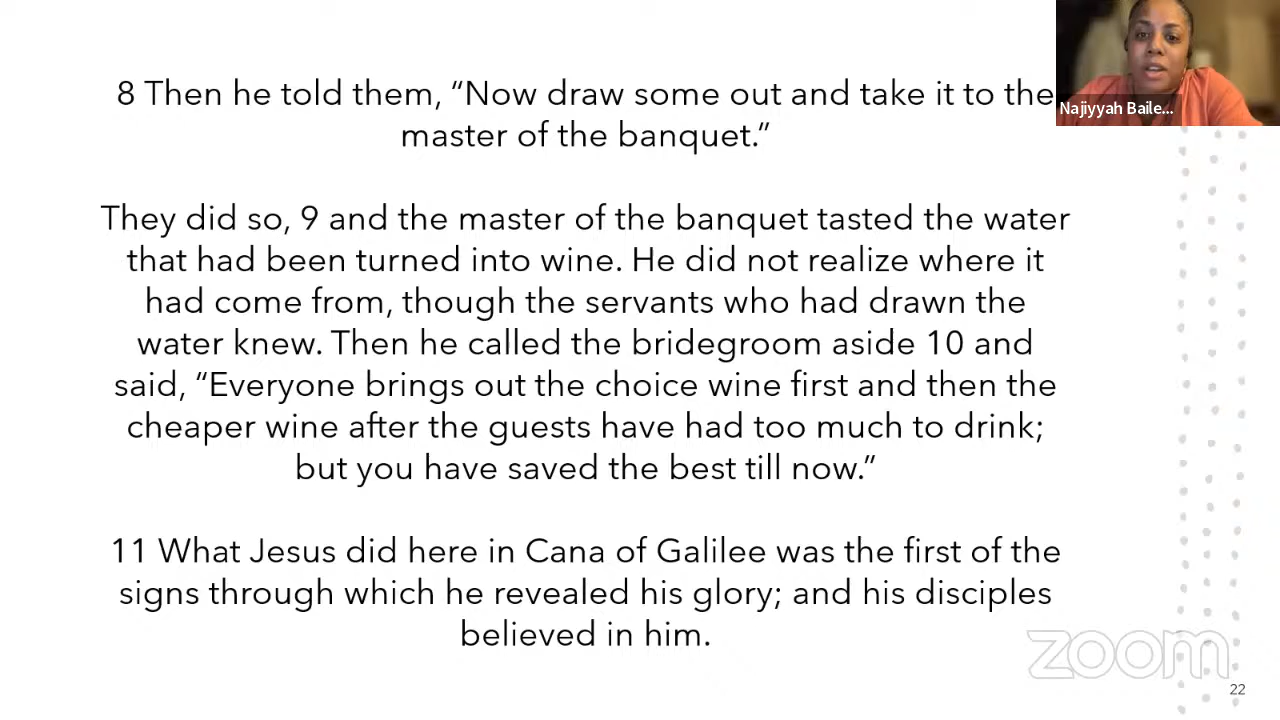 8 Then he told them, “Now draw some out and take it to the
master of the banquet.”
They did so, 9 and the master of the banquet tasted the water
that had been turned into wine. He did not realize where it
had come from, though the servants who had drawn the
water knew. Then he called the bridegroom aside 10 and
said, “Everyone brings out the choice wine first and then the
cheaper wine after the guests have had too much to drink;
but you have saved the best till now.”
11 What Jesus did here in Cana of Galilee was the first of the
signs through which he revealed his glory; and his disciples
believed in him.
Najiyyah Baile...
zoom
22